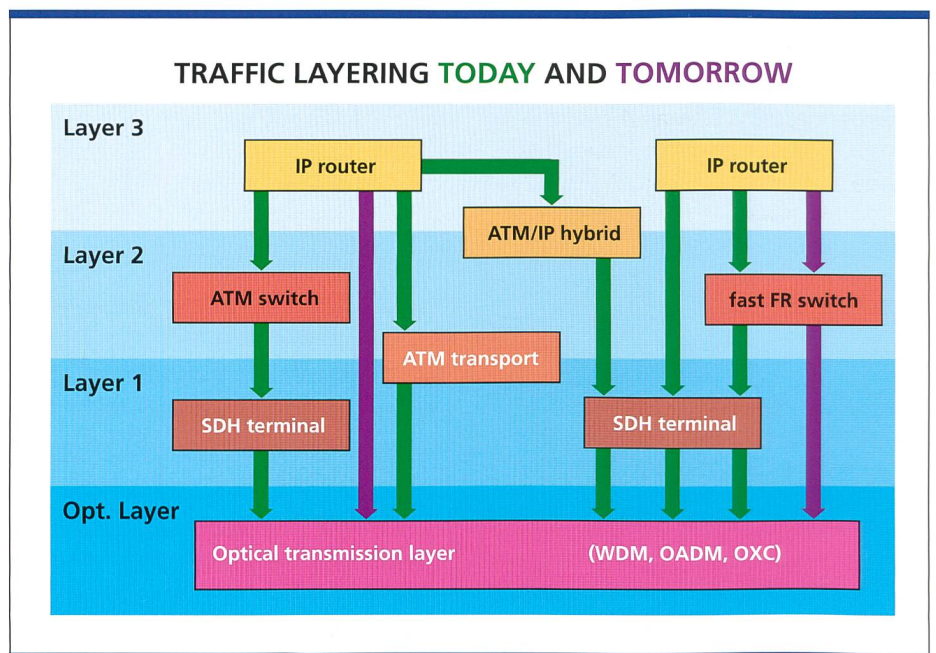 TRAFFIC LAYERING TODAY AND TOMORROW
Layer 3
IP router
IP router
ATM/IP hybrid
Layer 2
ATM switch
fast FR switch
ATM transport
Layer 1
SDH terminal
SDH terminal
Opt. Layer
Optical transmission layer (WDM, OADM, OXC)